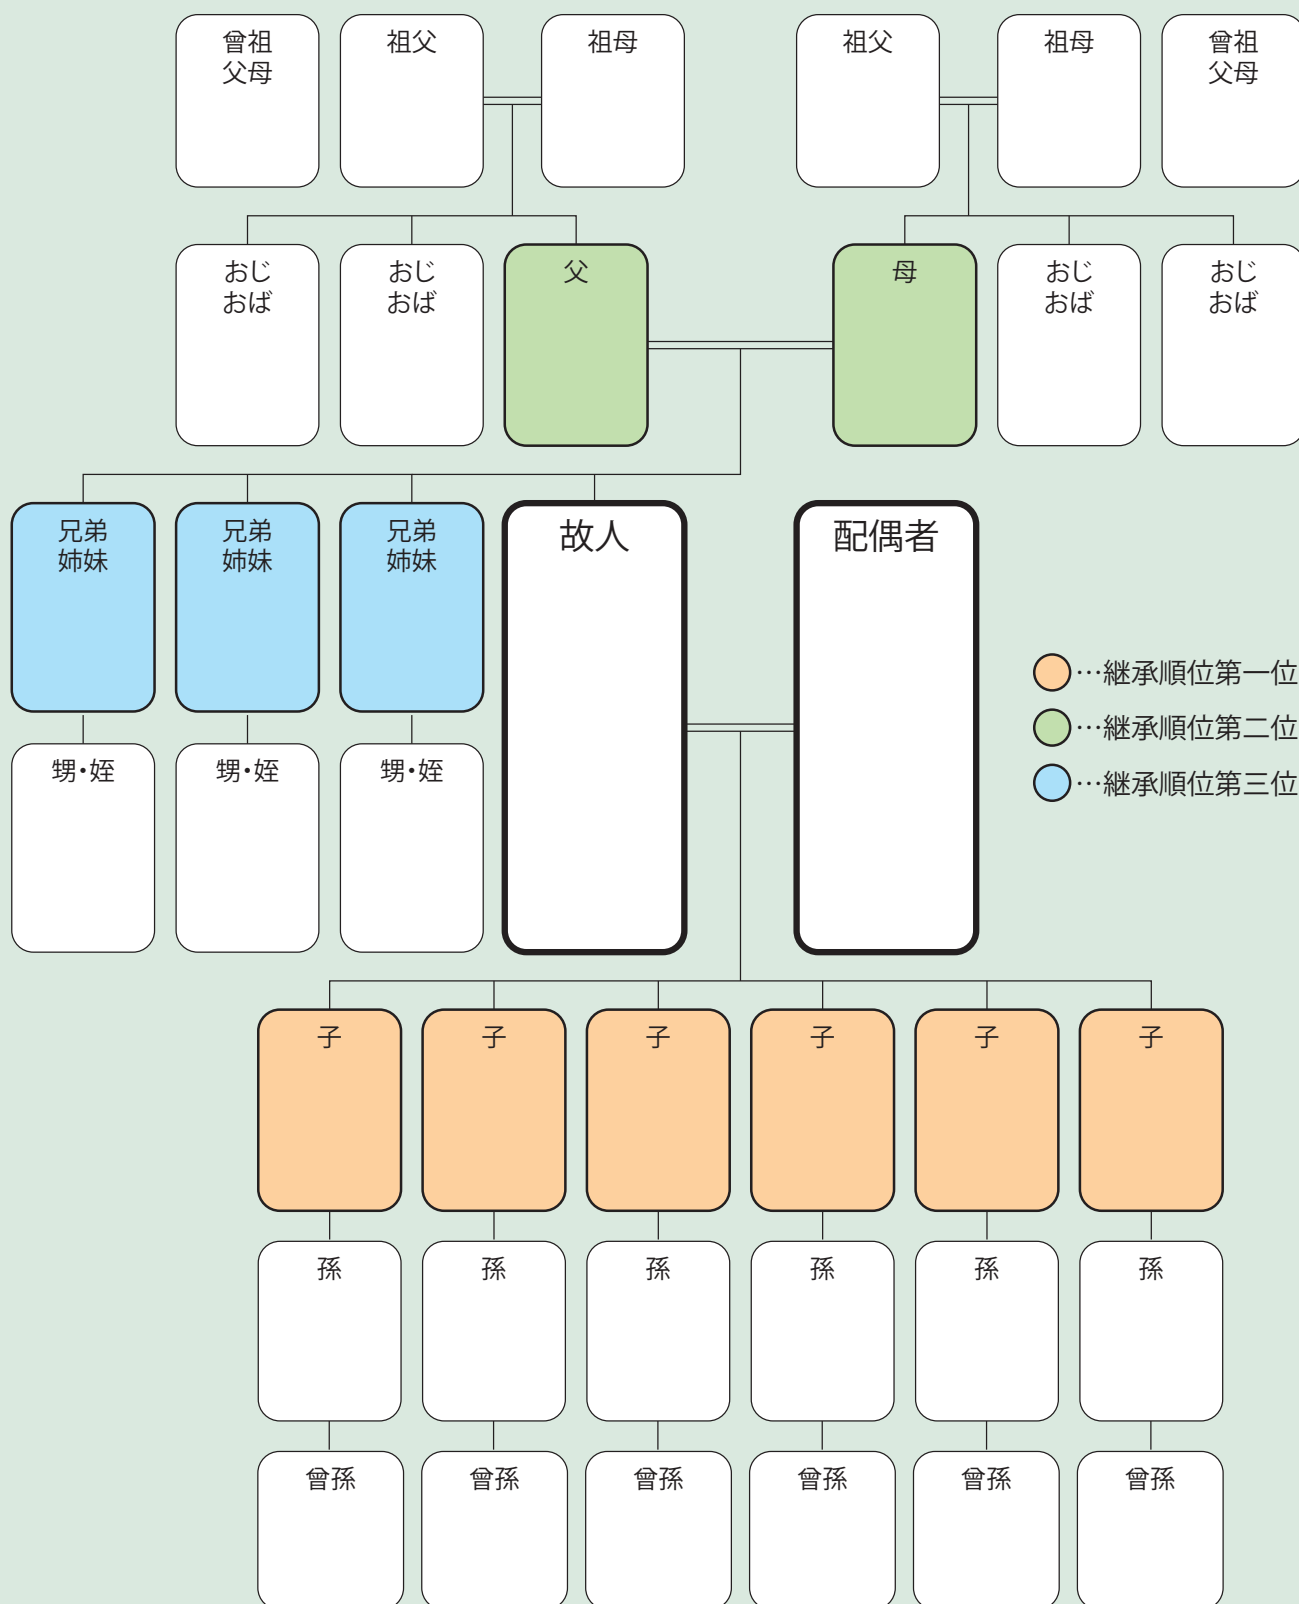 曾祖
父母
祖父
祖母
祖父
祖母
曾祖
父母
おじ
おば
おじ
おば
父
母
おじ
おば
おじ
おば
兄弟
姉妹
兄弟
姉妹
兄弟
姉妹
故人
配偶者
…継承順位第一位
…継承順位第二位
…継承順位第三位
甥・姪
甥・姪
甥・姪
子
子
子
子
子
子
孫
孫
孫
孫
孫
孫
曾孫
曾孫
曾孫
曾孫
曾孫
曾孫